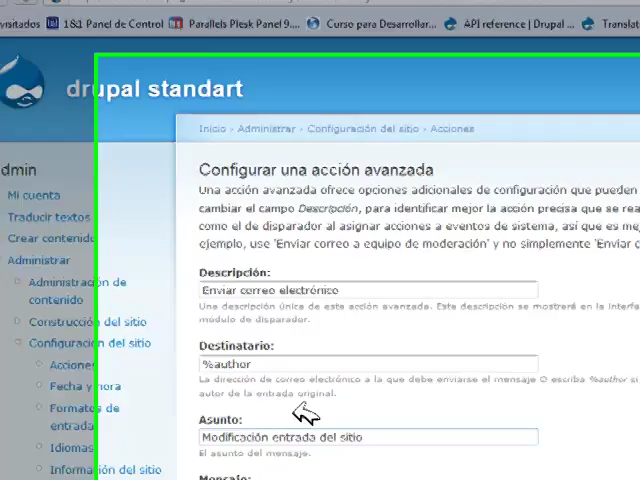 visitados 1&1 Panel de Control Parallels Plesk Panel 9.... Curso para Desarrollar... API reference | Drupal ... Translat
drupal standart
Inicio › Administrar › Configuración del sitio › Acciones
dmin
Mi cuenta
Traducir textos
Crear contenido
Administrar
Administración de
contenido
Construcción del sitio
Configuración del sitio
Acciones
Fecha y hora
Formatos de
entrada
Idiomas
Información del sitio
Configurar una acción avanzada
Una acción avanzada ofrece opciones adicionales de configuración que pueden
cambiar el campo Descripción, para identificar mejor la acción precisa que se rea
como el de disparador al asignar acciones a eventos de sistema, así que es me
ejemplo, use 'Enviar correo a equipo de moderación' y no simplemente 'Enviar c
Descripción:
Enviar correo electrónico
Una descripción única de este acción avanzada. Este descripción se mostrará en la interfa
módulo de disparador.
Destinatario:
%author
La dirección de correo electrónico a la que debe enviarse el mensaje O escriba %author si
autor de la entrada original.
Asunto:
Modificación entrada del sitio
El asunto del mensaje.
Mensaje: